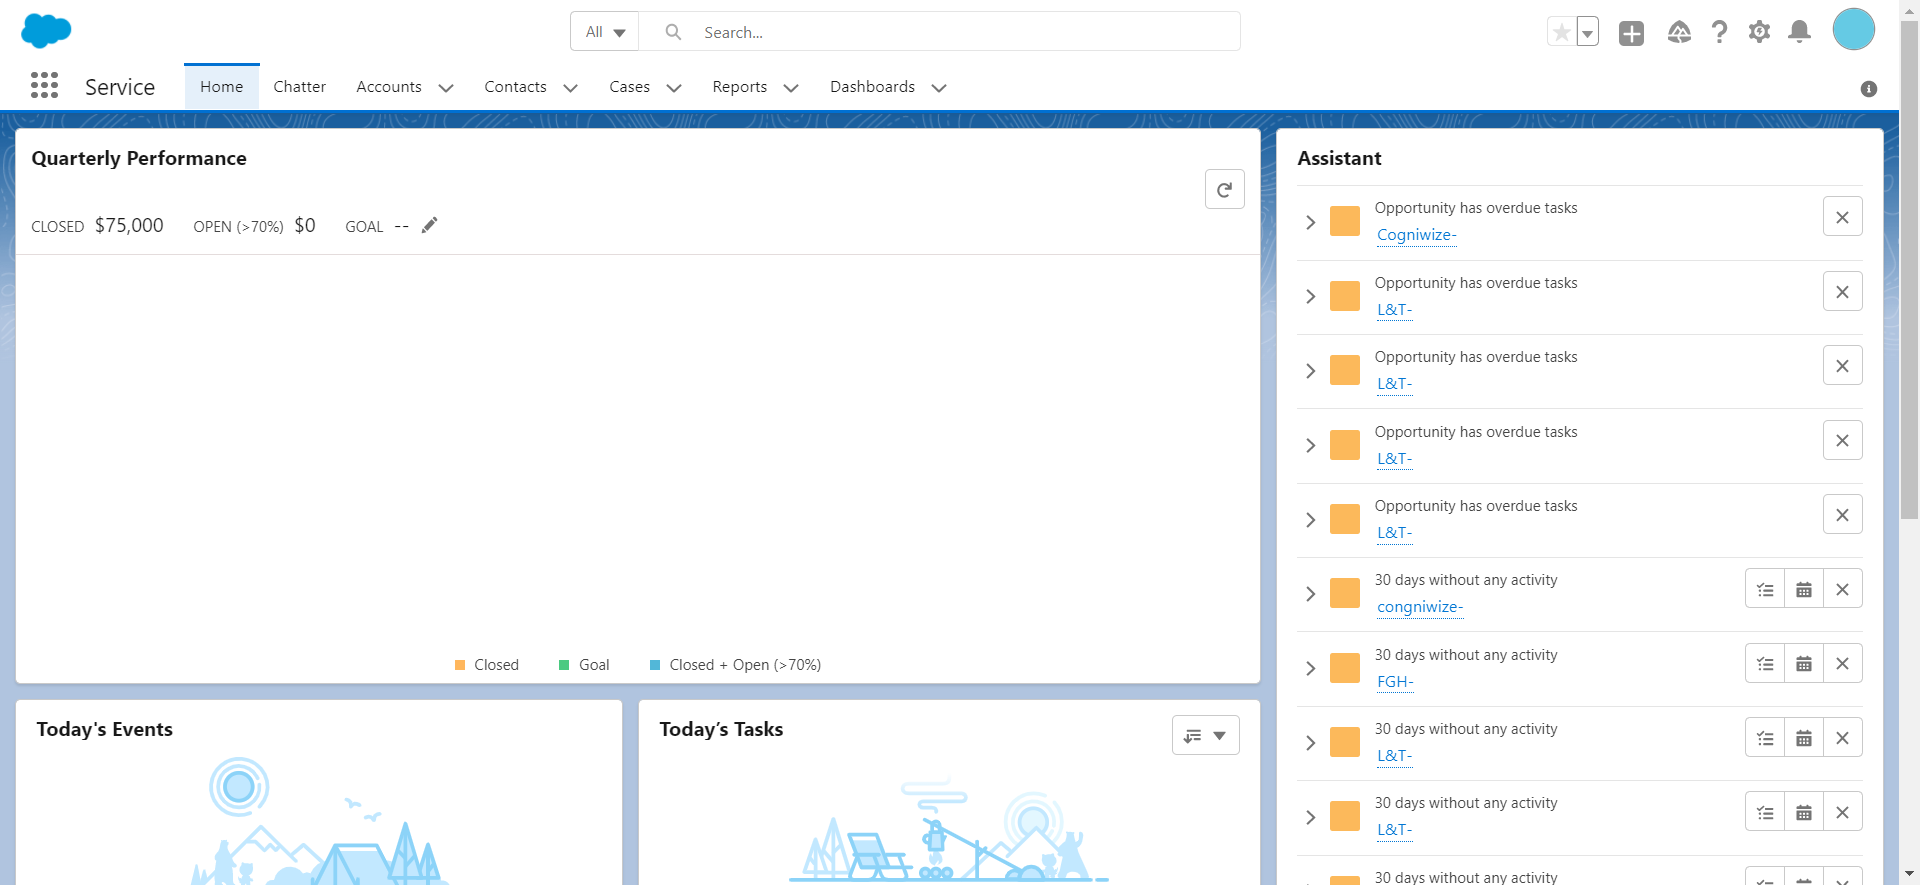 All
Search...
Service
Home
Chatter
Accounts
Contacts
Cases
Reports
Dashboards
Quarterly Performance
CLOSED $75,000 OPEN (>70%) $0 GOAL --
Closed
Goal
Closed + Open (>70%)
Today's Events
Today’s Tasks
Assistant
Opportunity has overdue tasks
Cogniwize-
Opportunity has overdue tasks
L&T-
Opportunity has overdue tasks
L&T-
Opportunity has overdue tasks
L&T-
Opportunity has overdue tasks
L&T-
30 days without any activity
congniwize-
30 days without any activity
FGH-
30 days without any activity
L&T-
30 days without any activity
L&T-
30 days without any activity